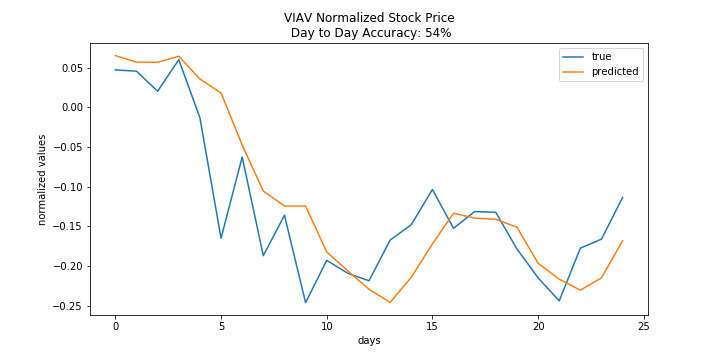 VIAV Normalized Stock Price
Day to Day Accuracy: 54%
true
predicted
normalized values
0.05
0.00
−0.05
−0.10
−0.15
−0.20
−0.25
0 5 10 15 20 25
days